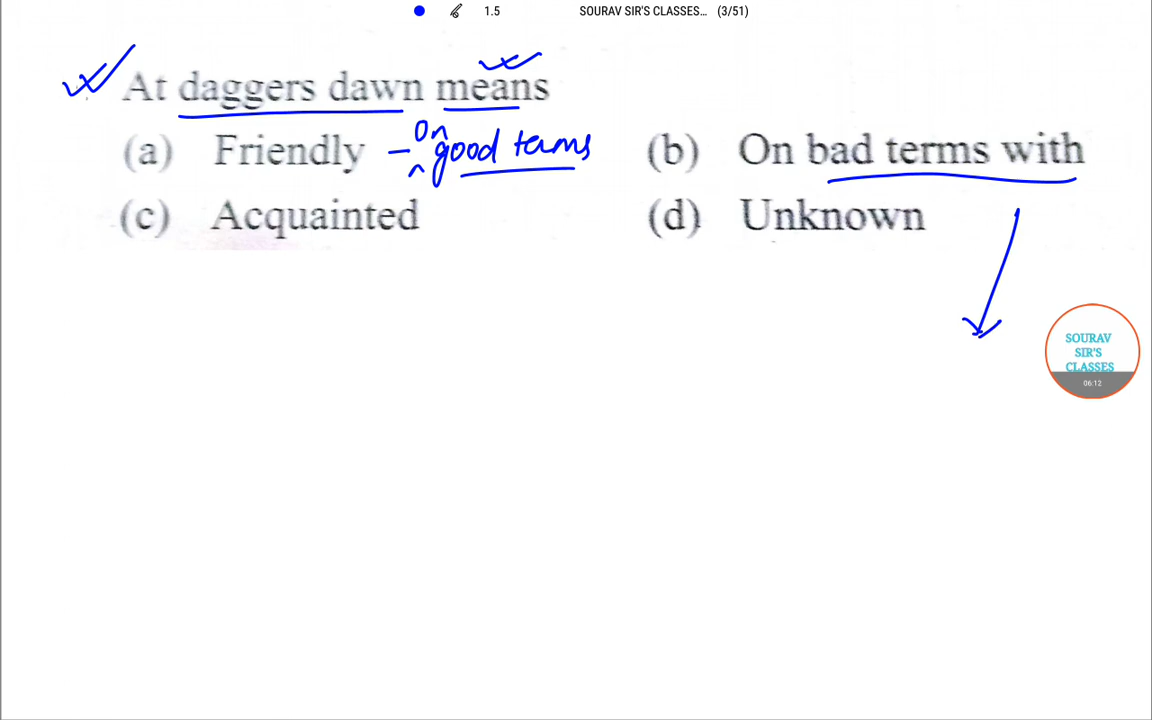 1.5 SOURAV SIR'S CLASSES... (3/51)
At daggers dawn means
(a) Friendly – On good terms (b) On bad terms with
(c) Acquainted (d) Unknown
SOURAV
SIR'S
CLASSES
06:12